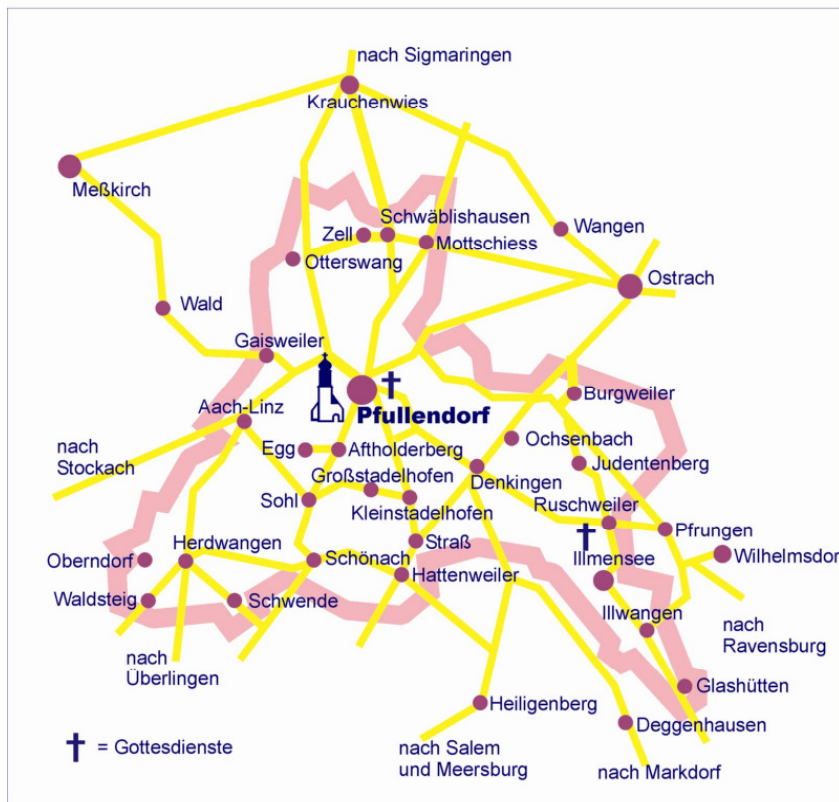 nach Sigmaringen
Krauchenwies
Meßkirch
Schwäblishausen
Zell
Mottschiess
Wangen
Otterswang
Ostrach
Wald
Gaisweiler
Burgweiler
Pfullendorf
Aach-Linz
nach
Stockach
Egg
Aftholderberg
Ochsenbach
Judentenberg
Großstadelhofen
Denkingen
Sohl
Kleinstadelhofen
Ruschweiler
Pfrungen
Straß
Oberndorf
Herdwangen
Schönach
Illmensee
Wilhelmsdor
Hattenweiler
Waldsteig
Schwende
Illwangen
nach
Ravensburg
nach
Überlingen
Glashütten
Heiligenberg
Deggenhausen
= Gottesdienste
nach Salem
und Meersburg
nach Markdorf